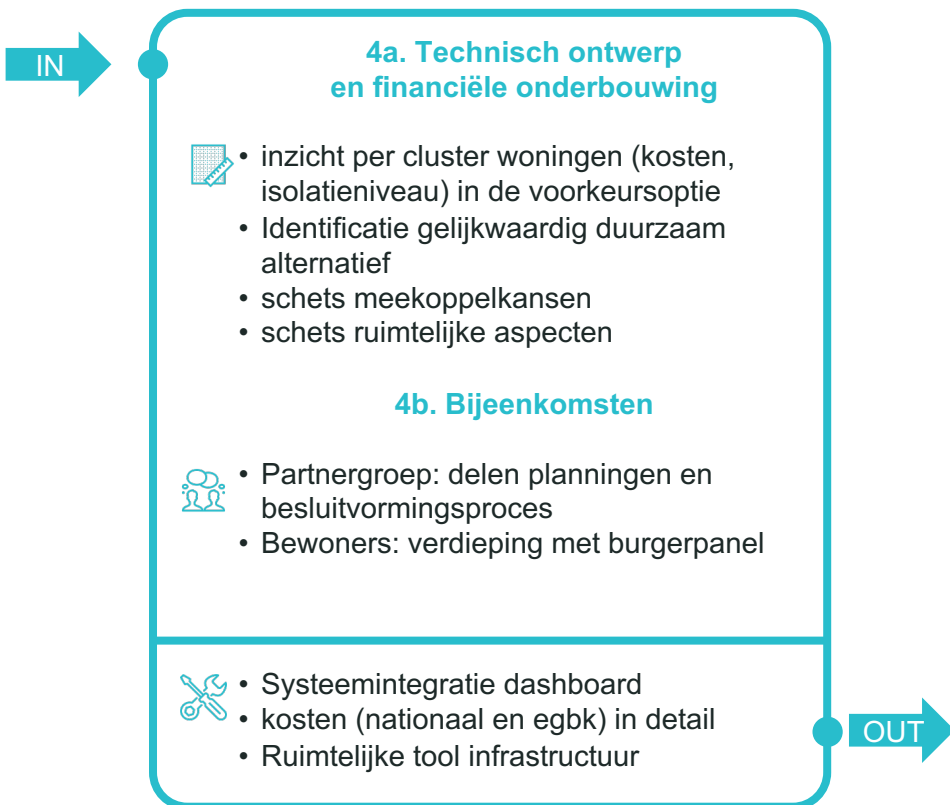 IN
4a. Technisch ontwerp
en financiële onderbouwing
• inzicht per cluster woningen (kosten,
isolatieniveau) in de voorkeursoptie
• Identificatie gelijkwaardig duurzaam
alternatief
• schets meekoppelkansen
• schets ruimtelijke aspecten
4b. Bijeenkomsten
• Partnergroep: delen planningen en
besluitvormingsproces
• Bewoners: verdieping met burgerpanel
• Systeemintegratie dashboard
• kosten (nationaal en egbk) in detail
• Ruimtelijke tool infrastructuur
OUT